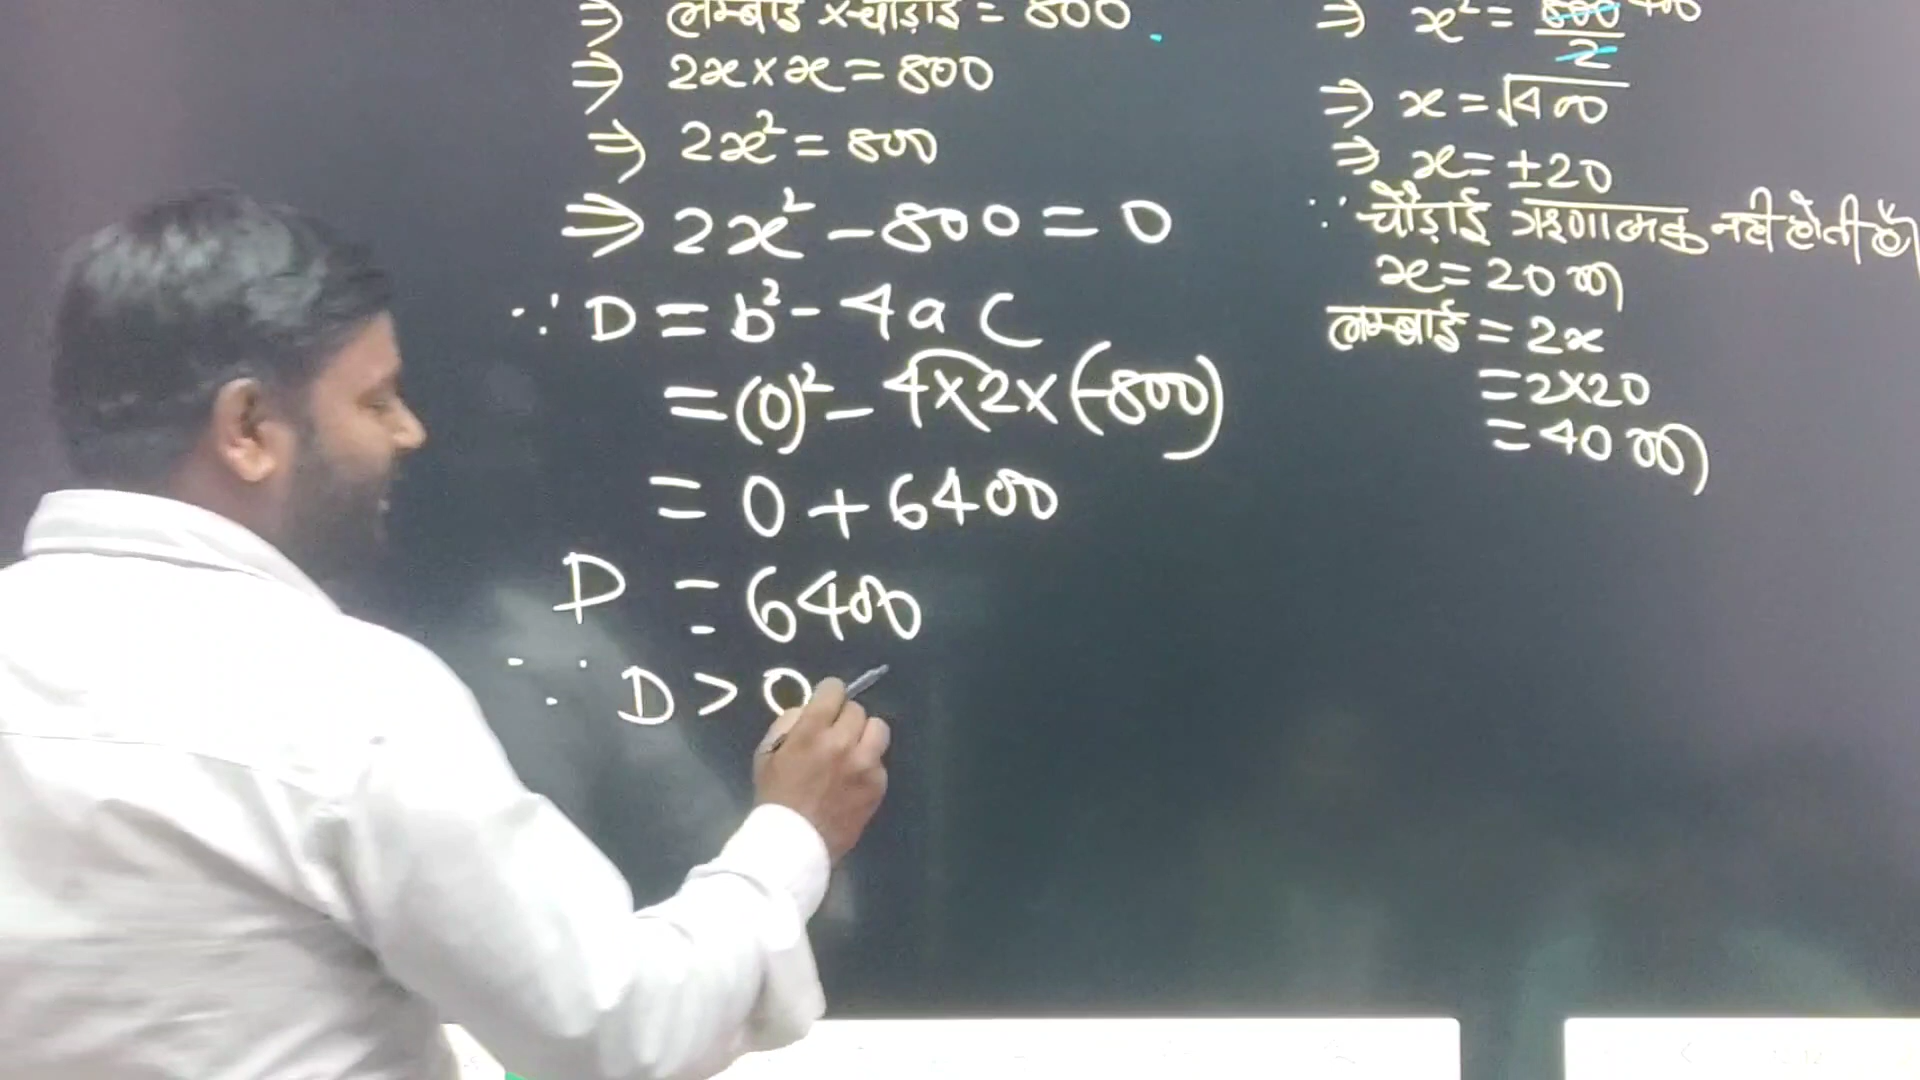 ⇒ लम्बाई × चौड़ाई = 800
⇒ 2x × x = 800
⇒ 2x² = 800
⇒ 2x² - 800 = 0
∵ D = b² - 4ac
= (0)² - 4×2×(-800)
= 0 + 6400
D = 6400
∵ D > 0
⇒ x² = 800/2 400
⇒ x = √400
⇒ x = ±20
∵ चौड़ाई ऋणात्मक नही होती है।
x = 20 m
लम्बाई = 2x
= 2×20
= 40 m